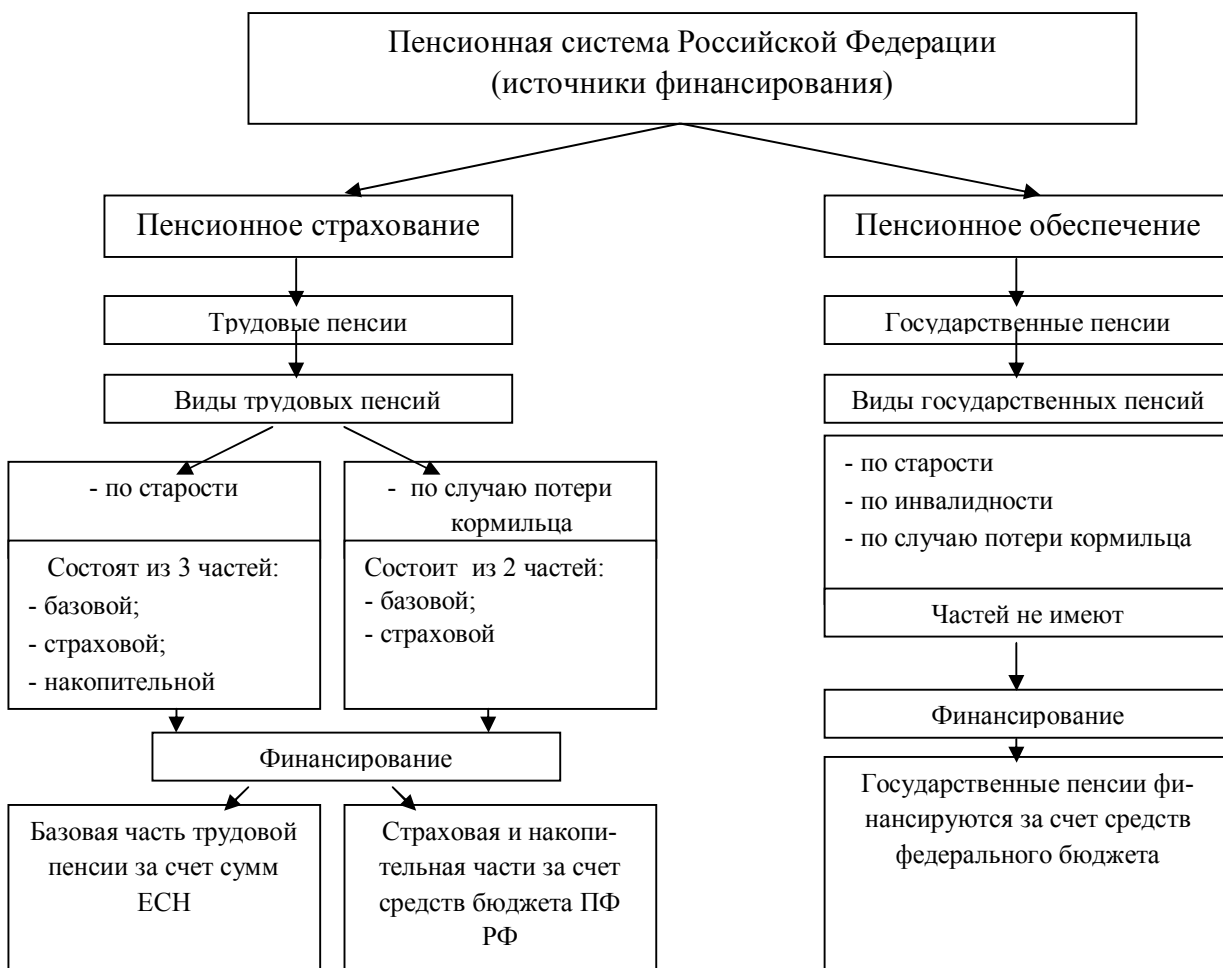 Пенсионная система Российской Федерации
(источники финансирования)
Пенсионное страхование
Пенсионное обеспечение
Трудовые пенсии
Государственные пенсии
Виды трудовых пенсий
Виды государственных пенсий
- по старости
- по случаю потери
кормильца
- по старости
- по инвалидности
- по случаю потери кормильца
Состоят из 3 частей:
- базовой;
- страховой;
- накопительной
Состоит из 2 частей:
- базовой;
- страховой
Частей не имеют
Финансирование
Финансирование
Базовая часть трудовой
пенсии за счет сумм
ЕСН
Страховая и накопи-
тельная части за счет
средств бюджета ПФ
РФ
Государственные пенсии фи-
нансируются за счет средств
федерального бюджета